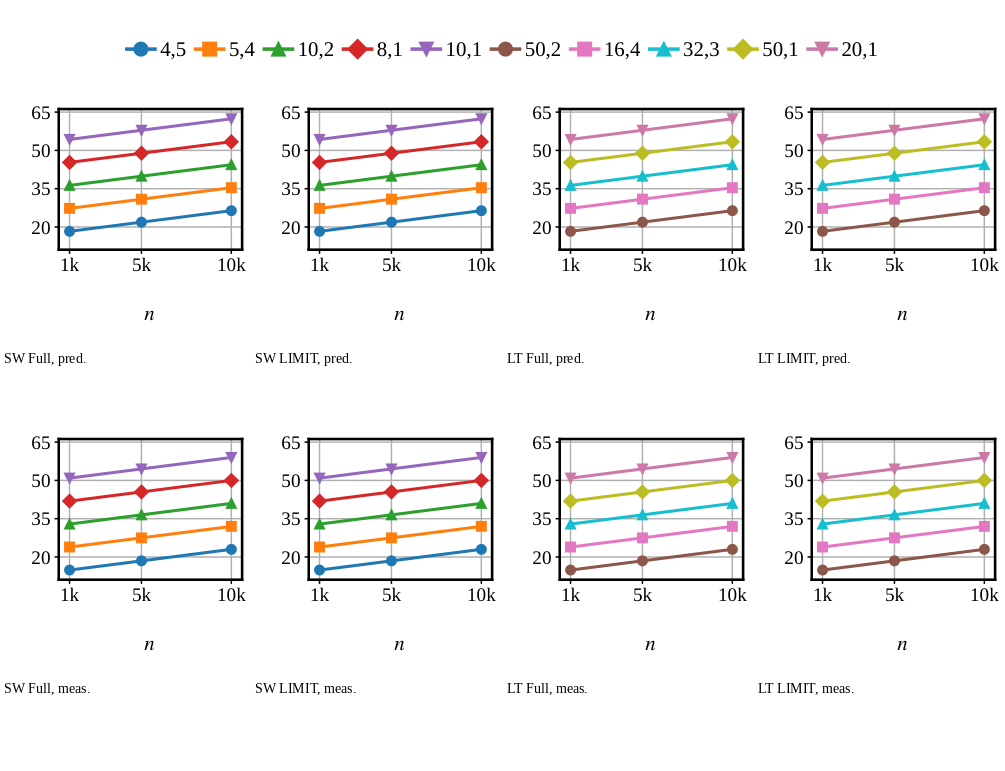 4,5 5,4 10,2 8,1 10,1 50,2 16,4 32,3 50,1 20,1
65 65 65 65
50 50 50 50
35 35 35 35
20 20 20 20
1k 5k 10k 1k 5k 10k 1k 5k 10k 1k 5k 10k
n n n n
SW Full, pred. SW LIMIT, pred. LT Full, pred. LT LIMIT, pred.
65 65 65 65
50 50 50 50
35 35 35 35
20 20 20 20
1k 5k 10k 1k 5k 10k 1k 5k 10k 1k 5k 10k
n n n n
SW Full, meas. SW LIMIT, meas. LT Full, meas. LT LIMIT, meas.